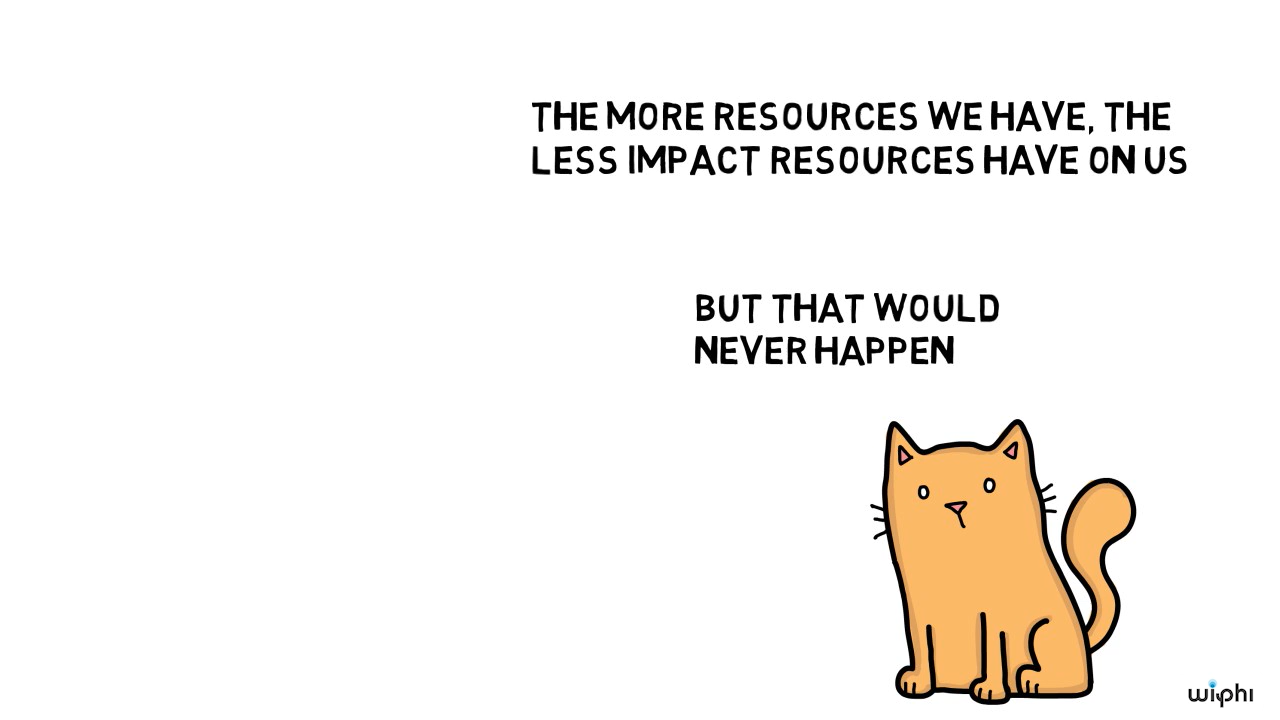 THE MORE RESOURCES WE HAVE, THE
LESS IMPACT RESOURCES HAVE ON US
BUT THAT WOULD
NEVER HAPPEN
wiphi